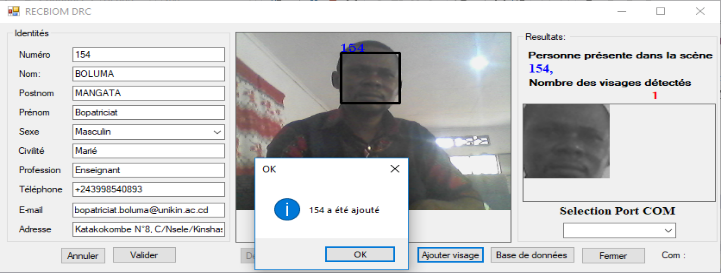 RECBIOM DRC
Identités
Numéro 154
Nom: BOLUMA
Postnom MANGATA
Prénom Bopatriciat
Sexe Masculin
Civilité Marié
Profession Enseignant
Téléphone +243998540893
E-mail bopatriciat.boluma@unikin.ac.cd
Adresse Katakokombe N°8, C/Nsele/Kinshas
Annuler Valider
154
OK
154 a été ajouté
OK
Ajouter visage Base de données Fermer Com :
Resultats:
Personne présente dans la scène
154,
Nombre des visages détectés
1
Selection Port COM